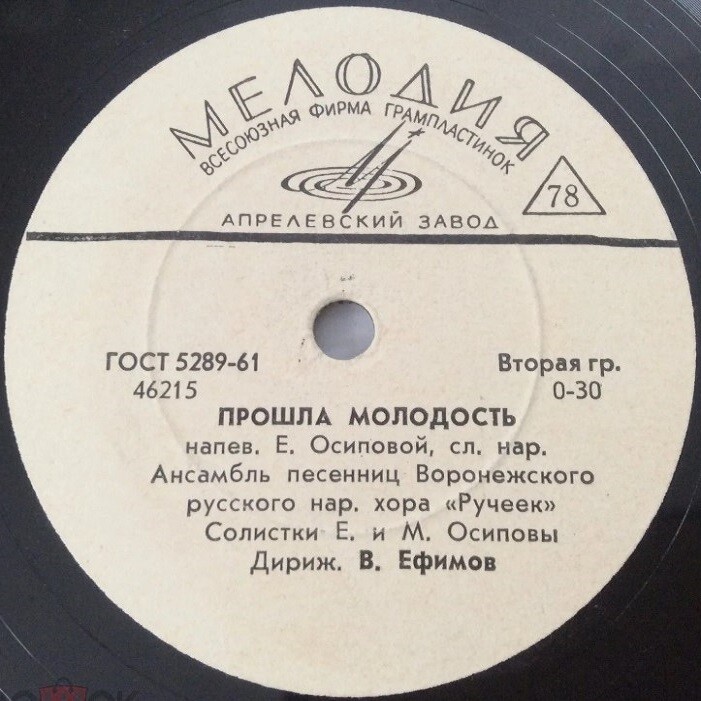 МЕЛОДИЯ
ВСЕСОЮЗНАЯ ФИРМА ГРАМПЛАСТИНОК
78
АПРЕЛЕВСКИЙ ЗАВОД
ГОСТ 5289-61 Вторая гр.
46215 0-30
ПРОШЛА МОЛОДОСТЬ
напев. Е. Осиповой, сл. нар.
Ансамбль песенниц Воронежского
русского нар. хора «Ручеек»
Солистки Е. и М. Осиповы
Дириж. В. Ефимов